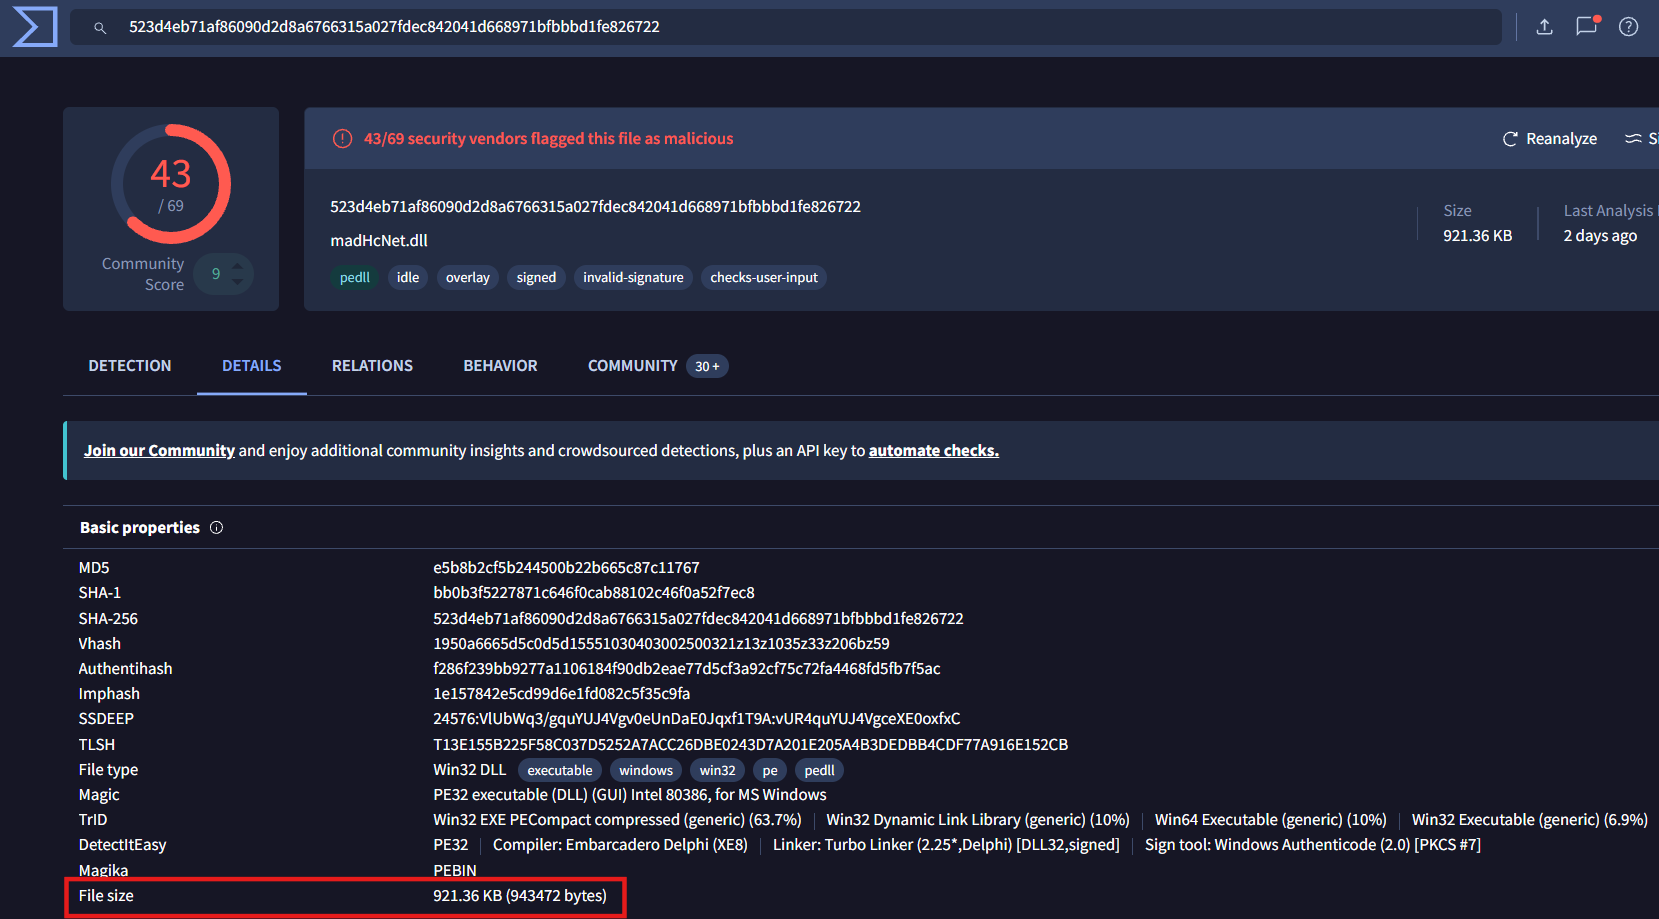 523d4eb71af86090d2d8a6766315a027fdec842041d668971bfbbbd1fe826722
43
/ 69
Community
Score
9
43/69 security vendors flagged this file as malicious
Reanalyze
Si
523d4eb71af86090d2d8a6766315a027fdec842041d668971bfbbbd1fe826722
madHcNet.dll
pedll idle overlay signed invalid-signature checks-user-input
Size
921.36 KB
Last Analysis
2 days ago
DETECTION DETAILS RELATIONS BEHAVIOR COMMUNITY 30+
Join our Community and enjoy additional community insights and crowdsourced detections, plus an API key to automate checks.
Basic properties
MD5 e5b8b2cf5b244500b22b665c87c11767
SHA-1 bb0b3f5227871c646f0cab88102c46f0a52f7ec8
SHA-256 523d4eb71af86090d2d8a6766315a027fdec842041d668971bfbbbd1fe826722
Vhash 1950a6665d5c0d5d15551030403002500321z13z1035z33z206bz59
Authentihash f286f239bb9277a1106184f90db2eae77d5cf3a92cf75c72fa4468fd5fb7f5ac
Imphash 1e157842e5cd99d6e1fd082c5f35c9fa
SSDEEP 24576:VlUbWq3/gquYUJ4Vgv0eUnDaE0Jqxf1T9A:vUR4quYUJ4VgceXE0oxfxC
TLSH T13E155B225F58C037D5252A7ACC26DBE0243D7A201E205A4B3DEDBB4CDF77A916E152CB
File type Win32 DLL executable windows win32 pe pedll
Magic PE32 executable (DLL) (GUI) Intel 80386, for MS Windows
TrID Win32 EXE PECompact compressed (generic) (63.7%) Win32 Dynamic Link Library (generic) (10%) Win64 Executable (generic) (10%) Win32 Executable (generic) (6.9%)
DetectItEasy PE32 Compiler: Embarcadero Delphi (XE8) Linker: Turbo Linker (2.25*,Delphi) [DLL32,signed] Sign tool: Windows Authenticode (2.0) [PKCS #7]
Magika PEBIN
File size 921.36 KB (943472 bytes)